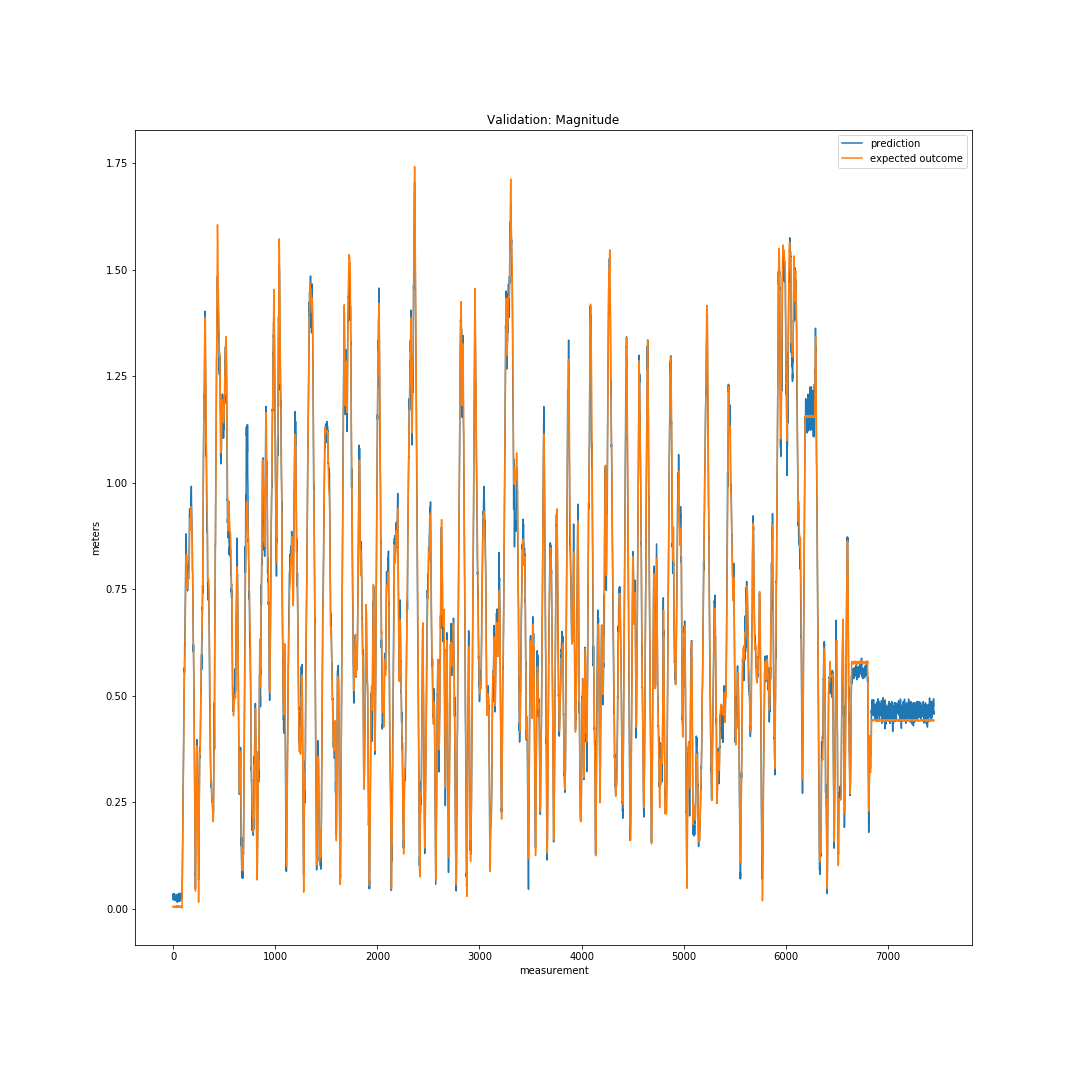 Validation: Magnitude
prediction
expected outcome
1.75
1.50
1.25
1.00
0.75
0.50
0.25
0.00
meters
0 1000 2000 3000 4000 5000 6000 7000
measurement